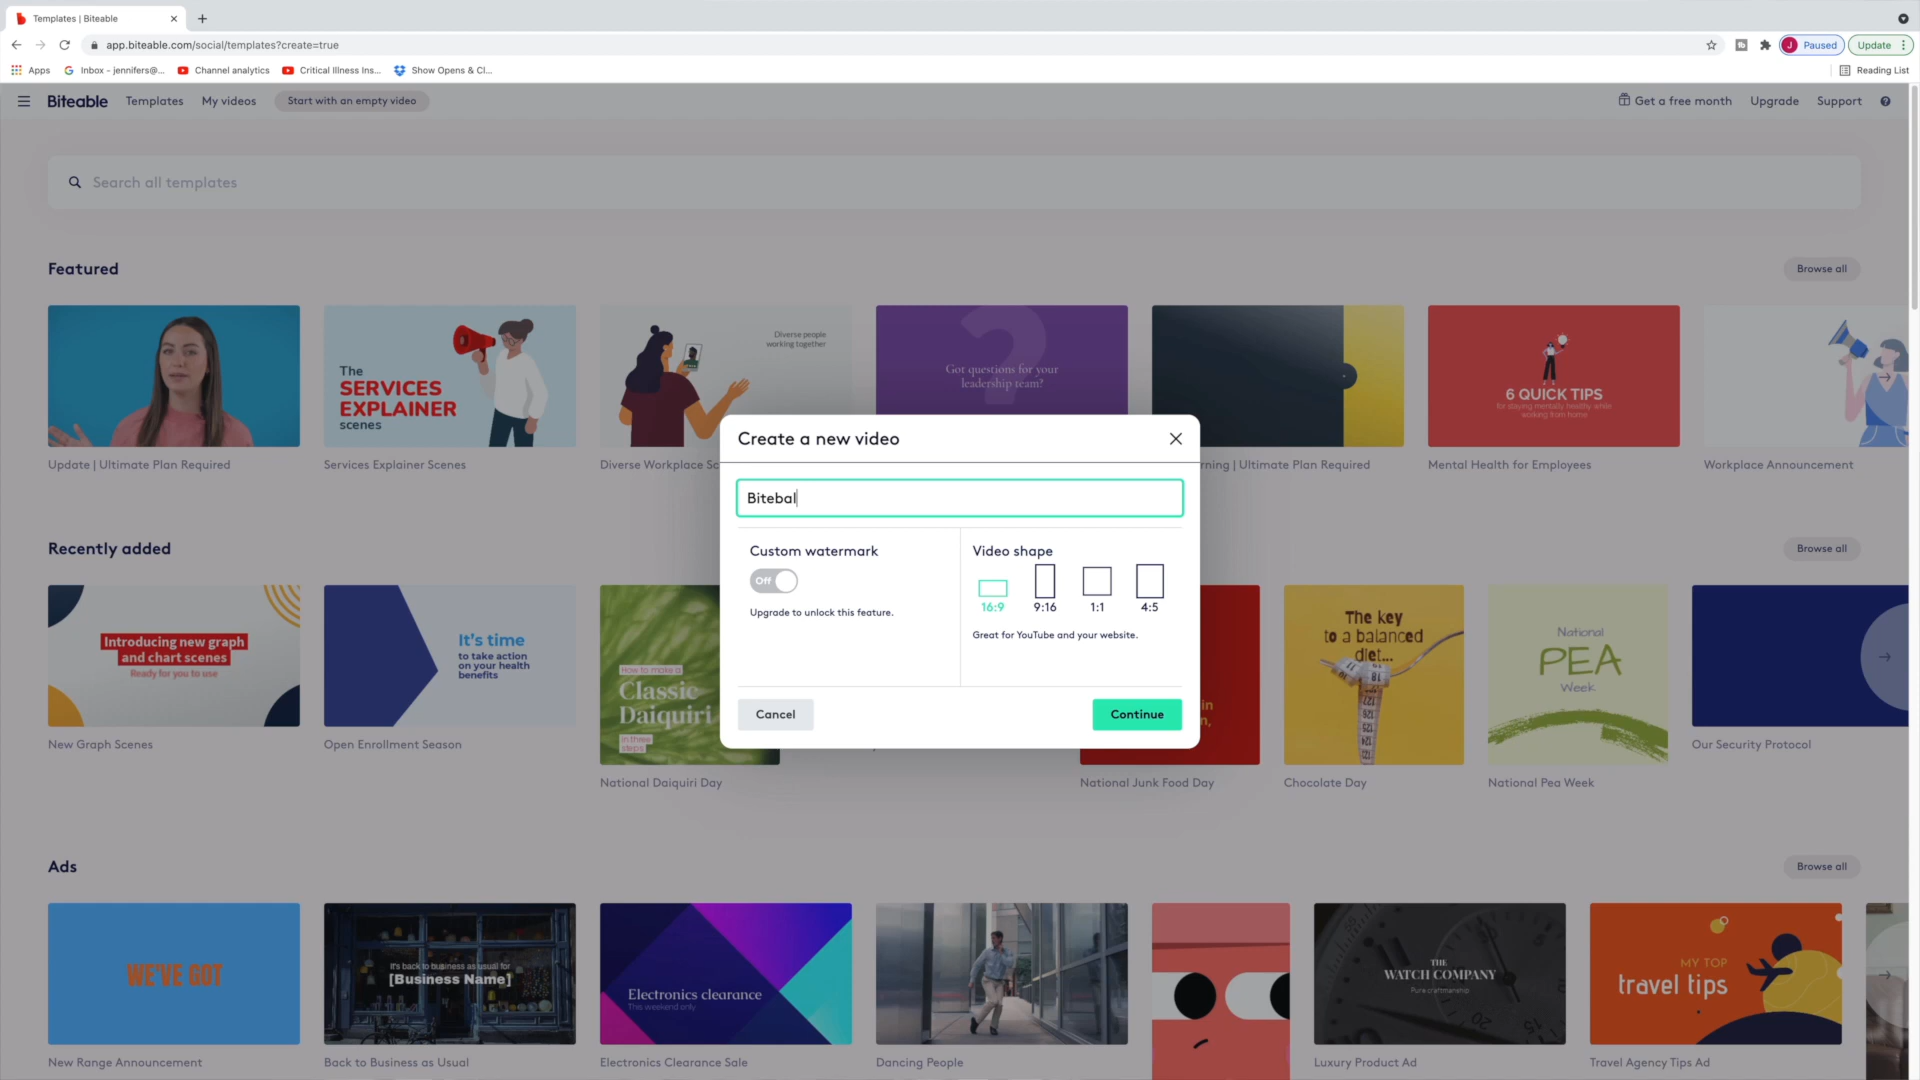 Templates | Biteable
app.biteable.com/social/templates?create=true
Paused
Update
Apps
Inbox - jennifers@...
Channel analytics
Critical Illness Ins...
Show Opens & Cl...
Reading List
Biteable
Templates
My videos
Start with an empty video
Get a free month
Upgrade
Support
Search all templates
Featured
Browse all
The
SERVICES
EXPLAINER
scenes
Diverse people
working together
Got questions for your
leadership team?
6 QUICK TIPS
for staying mentally healthy while
working from home
Update | Ultimate Plan Required
Services Explainer Scenes
Diverse Workplace Sc
rning | Ultimate Plan Required
Mental Health for Employees
Workplace Announcement
Create a new video
Bitebal
Custom watermark
Off
Upgrade to unlock this feature.
Video shape
16:9
9:16
1:1
4:5
Great for YouTube and your website.
Cancel
Continue
Recently added
Browse all
Introducing new graph
and chart scenes
Ready for you to use
It's time
to take action
on your health
benefits
How to make a
Classic
Daiquiri
in three
steps
in
n,
The key
to a balanced
diet...
National
PEA
Week
New Graph Scenes
Open Enrollment Season
National Daiquiri Day
National Junk Food Day
Chocolate Day
National Pea Week
Our Security Protocol
Ads
Browse all
WE'VE GOT
It's back to business as usual for
[Business Name]
Electronics clearance
This weekend only
THE
WATCH COMPANY
Pure craftmanship
MY TOP
travel tips
New Range Announcement
Back to Business as Usual
Electronics Clearance Sale
Dancing People
Luxury Product Ad
Travel Agency Tips Ad